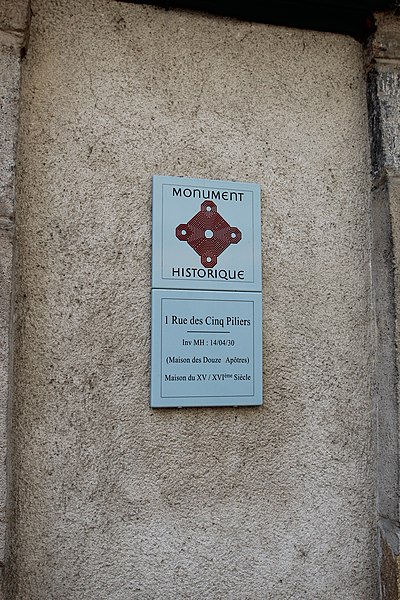 MONUMENT
HISTORIQUE
1 Rue des Cinq Piliers
Inv MH : 14/04/30
(Maison des Douze Apôtres)
Maison du XV / XVIème Siècle